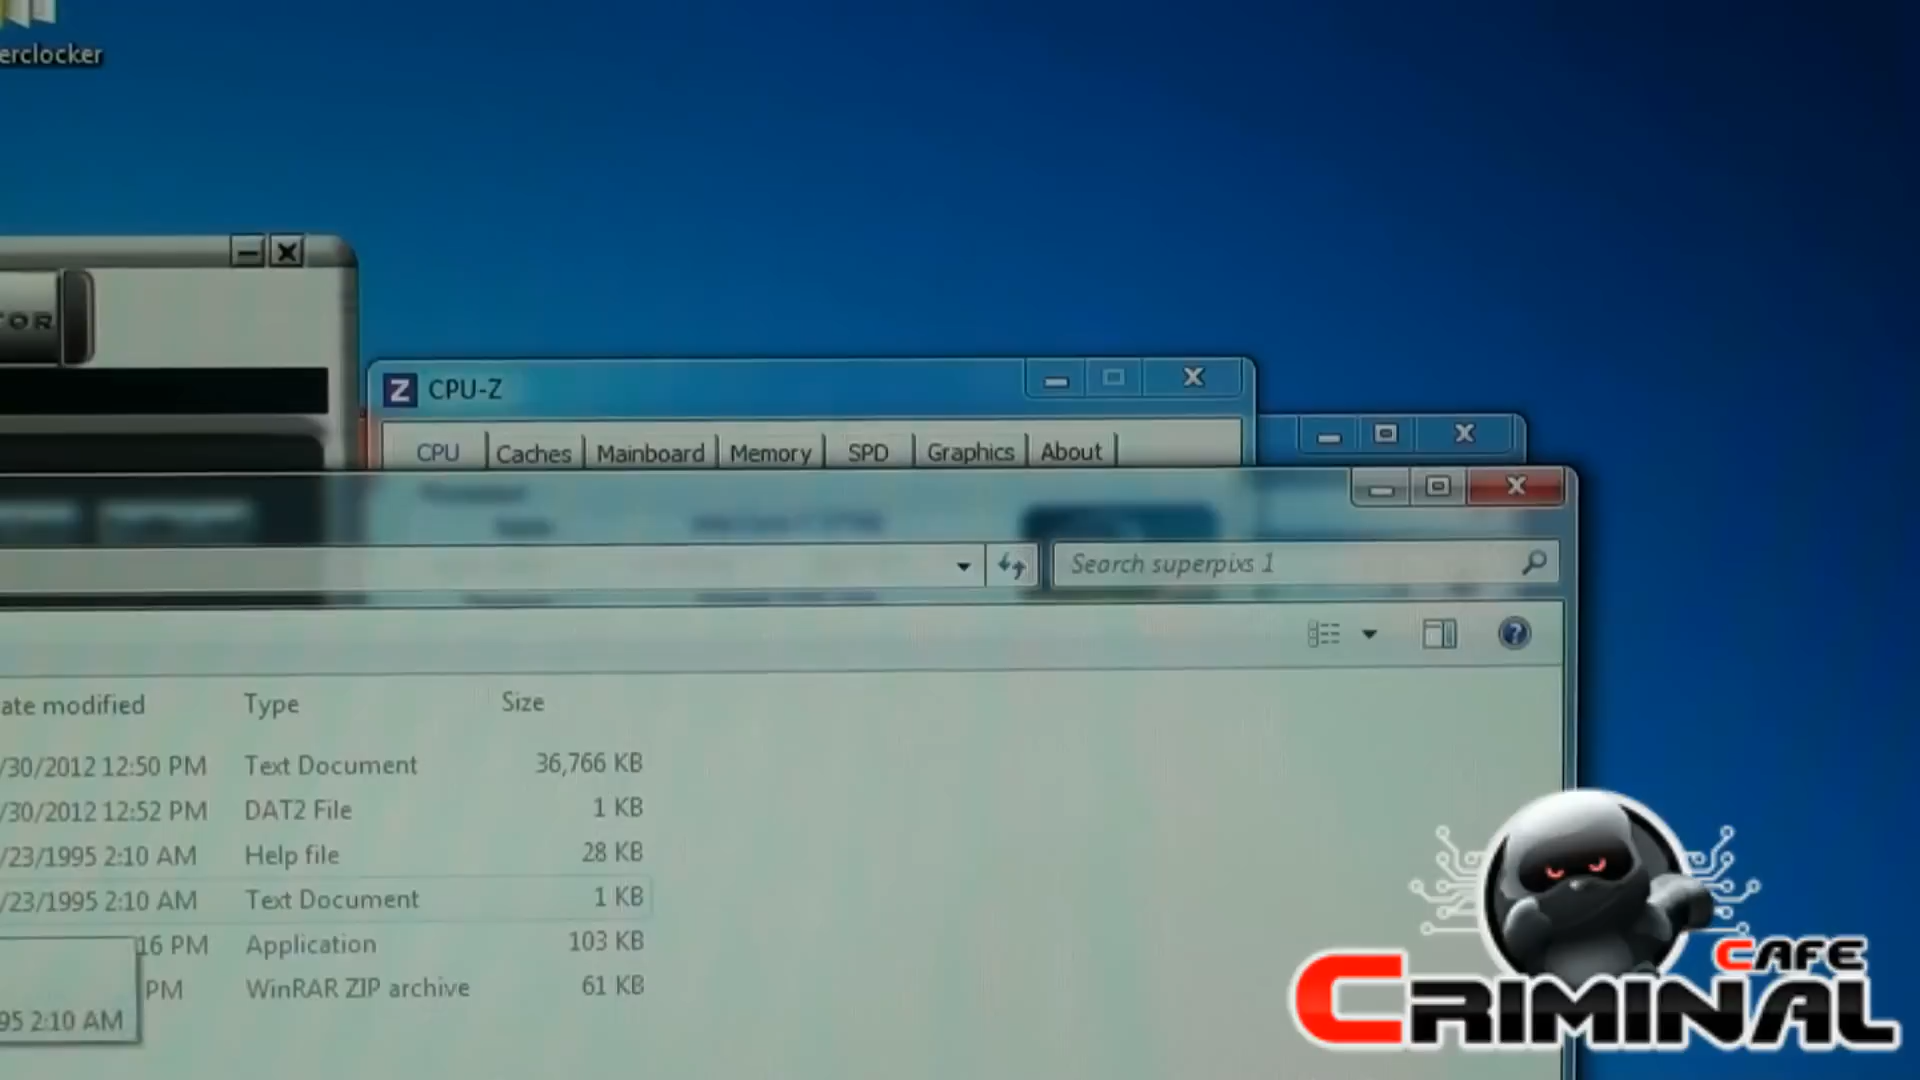 erclocker
TOR
CPU-Z
CPU Caches Mainboard Memory SPD Graphics About
Search superpixs 1
ate modified Type Size
/30/2012 12:50 PM Text Document 36,766 KB
/30/2012 12:52 PM DAT2 File 1 KB
/23/1995 2:10 AM Help file 28 KB
/23/1995 2:10 AM Text Document 1 KB
16 PM Application 103 KB
PM WinRAR ZIP archive 61 KB
95 2:10 AM
CAFE
CRIMINAL